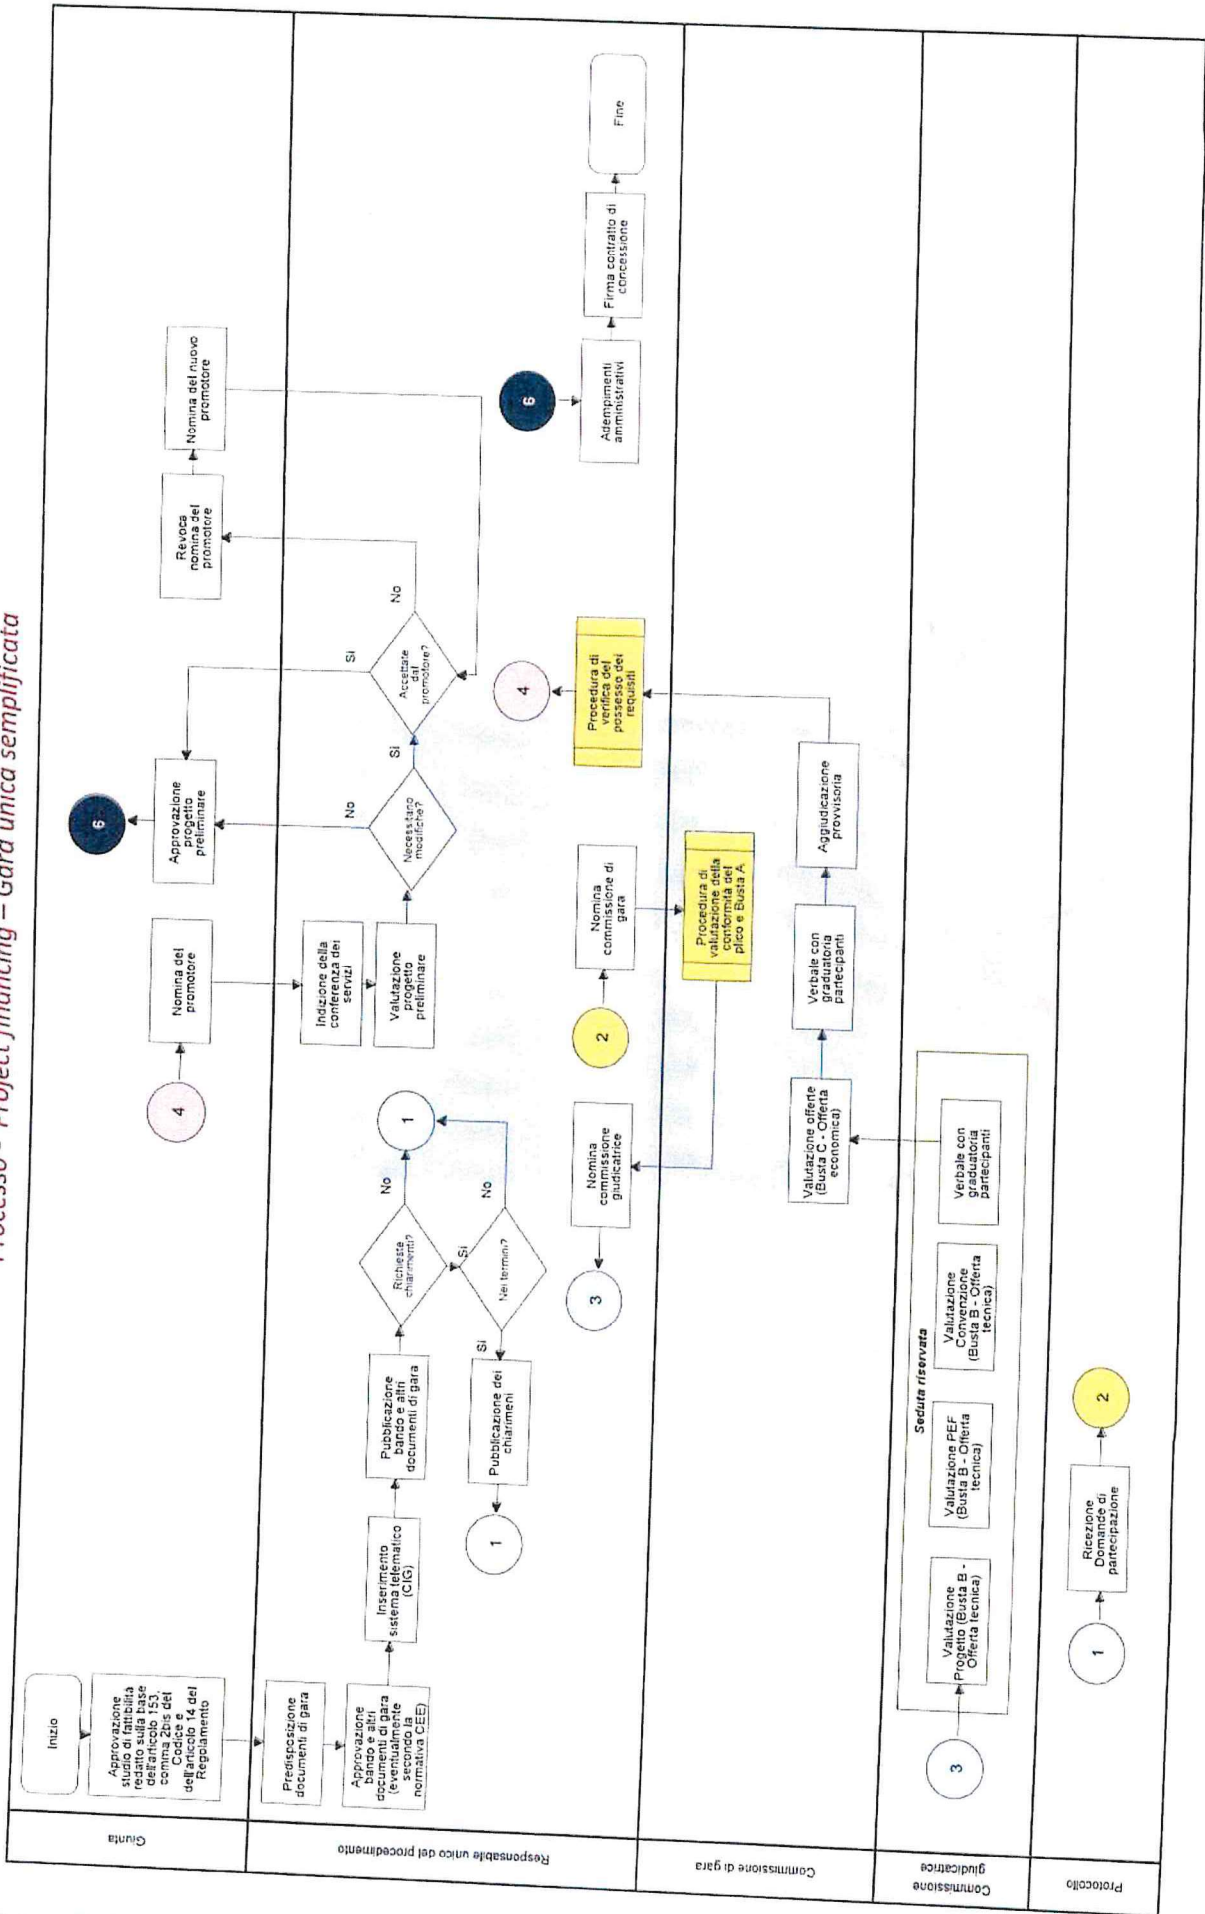 Processo - Project financing – Gara unica semplificata
Giunta
Inizio
Approvazione
studio di fattibilità
redatto sulla base
dell'articolo 153,
comma 2bis del
Codice e
dell'articolo 14 del
Regolamento
4
Nomina del
promotore
Approvazione
progetto
preliminare
6
Revoca
nomina del
promotore
Nomina del nuovo
promotore
Responsabile unico del procedimento
Predisposizione
documenti di gara
Approvazione
bando e altri
documenti di gara
(eventualmente
secondo la
normativa CEE)
Inserimento
sistema telematico
(CIG)
Pubblicazione
bando e altri
documenti di gara
Richieste
chiarimenti?
No
1
Si
Nei termini?
No
Si
Pubblicazione dei
chiarimeni
1
Indizione della
conferenza dei
servizi
Valutazione
progetto
preliminare
Necessitano
modifiche?
No
Si
Accettate
dal
promotore?
Si
No
3
Nomina
commissione
giudicatrice
2
Nomina
commissione di
gara
4
Procedura di
verifica del
possesso dei
requisiti
6
Adempimenti
amministrativi
Firma contratto di
concessione
Fine
Commissione di gara
Procedura di
valutazione della
conformità del
plico e Busta A
Valutazione offerte
(Busta C - Offerta
economica)
Verbale con
graduatoria
partecipanti
Aggiudicazione
provvisoria
Commissione
giudicatrice
3
Seduta riservata
Valutazione
Progetto (Busta B -
Offerta tecnica)
Valutazione PEF
(Busta B - Offerta
tecnica)
Valutazione
Convenzione
(Busta B - Offerta
tecnica)
Verbale con
graduatoria
partecipanti
Protocollo
1
Ricezione
Domande di
partecipazione
2